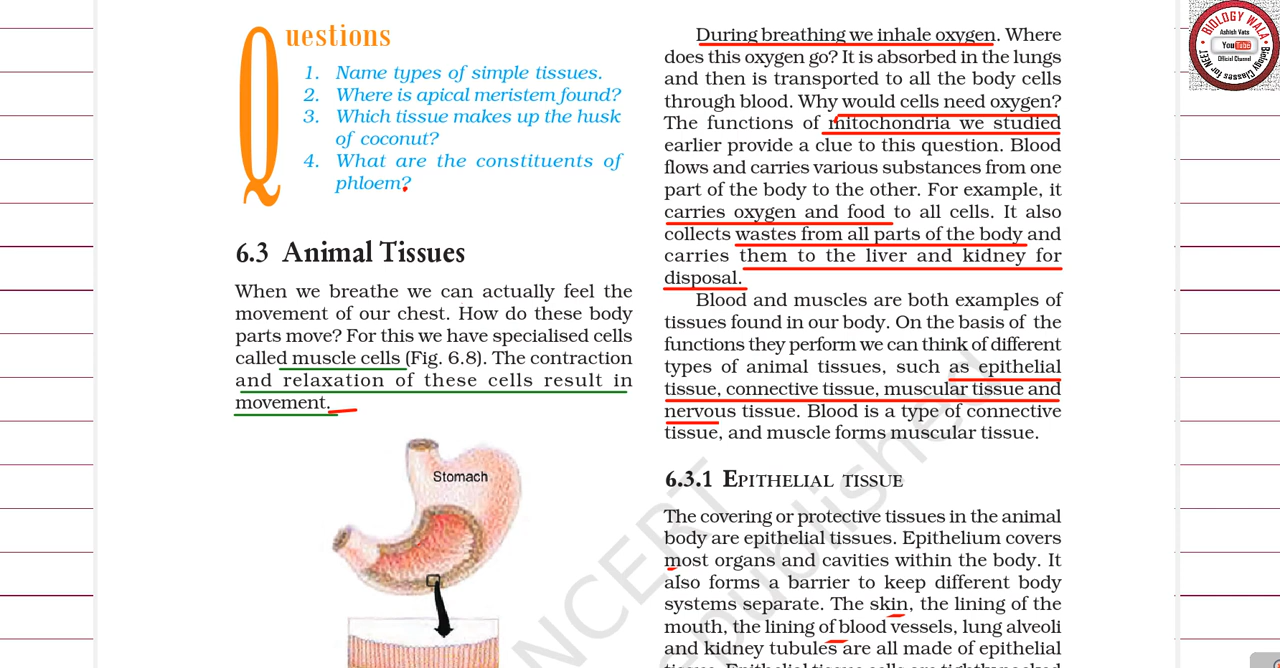 Questions
1. Name types of simple tissues.
2. Where is apical meristem found?
3. Which tissue makes up the husk
of coconut?
4. What are the constituents of
phloem?
6.3 Animal Tissues
When we breathe we can actually feel the
movement of our chest. How do these body
parts move? For this we have specialised cells
called muscle cells (Fig. 6.8). The contraction
and relaxation of these cells result in
movement.
Stomach
During breathing we inhale oxygen. Where
does this oxygen go? It is absorbed in the lungs
and then is transported to all the body cells
through blood. Why would cells need oxygen?
The functions of mitochondria we studied
earlier provide a clue to this question. Blood
flows and carries various substances from one
part of the body to the other. For example, it
carries oxygen and food to all cells. It also
collects wastes from all parts of the body and
carries them to the liver and kidney for
disposal.
Blood and muscles are both examples of
tissues found in our body. On the basis of the
functions they perform we can think of different
types of animal tissues, such as epithelial
tissue, connective tissue, muscular tissue and
nervous tissue. Blood is a type of connective
tissue, and muscle forms muscular tissue.
6.3.1 EPITHELIAL TISSUE
The covering or protective tissues in the animal
body are epithelial tissues. Epithelium covers
most organs and cavities within the body. It
also forms a barrier to keep different body
systems separate. The skin, the lining of the
mouth, the lining of blood vessels, lung alveoli
and kidney tubules are all made of epithelial
BIOLOGY WALA
Ashish Vats
YouTube
Official Channel
Biology Classes for NEET
NCERT
published